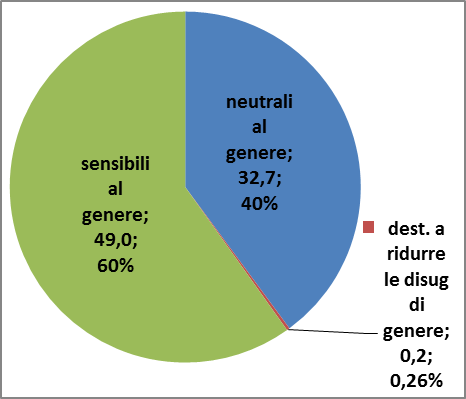 neutrali
al
genere;
32,7;
40%
sensibili
al
genere;
49,0;
60%
dest. a
ridurre
le disug
di
genere;
0,2;
0,26%